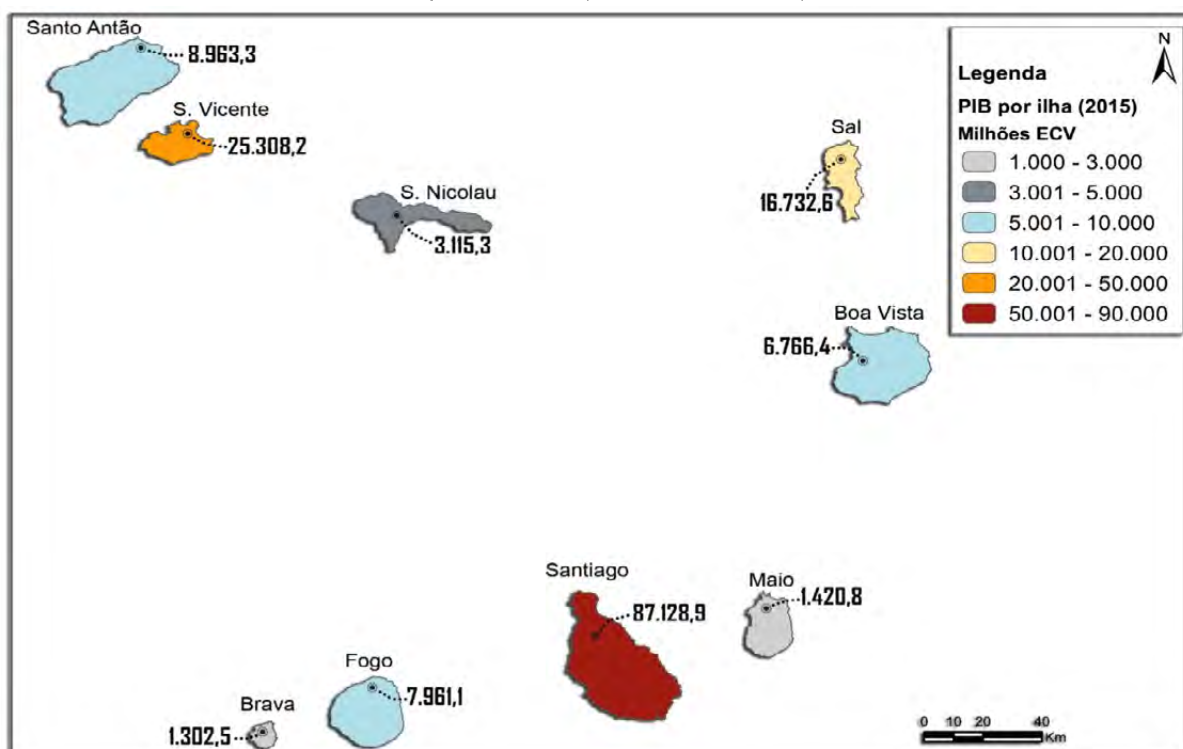 Santo Antão
8.963,3
S. Vicente
25.308,2
S. Nicolau
3.115,3
Sal
16.732,6
Boa Vista
6.766,4
Santiago
87.128,9
Maio
1.420,8
Fogo
7.961,1
Brava
1.302,5
N
Legenda
PIB por ilha (2015)
Milhões ECV
1.000 - 3.000
3.001 - 5.000
5.001 - 10.000
10.001 - 20.000
20.001 - 50.000
50.001 - 90.000
0 10 20 40
Km